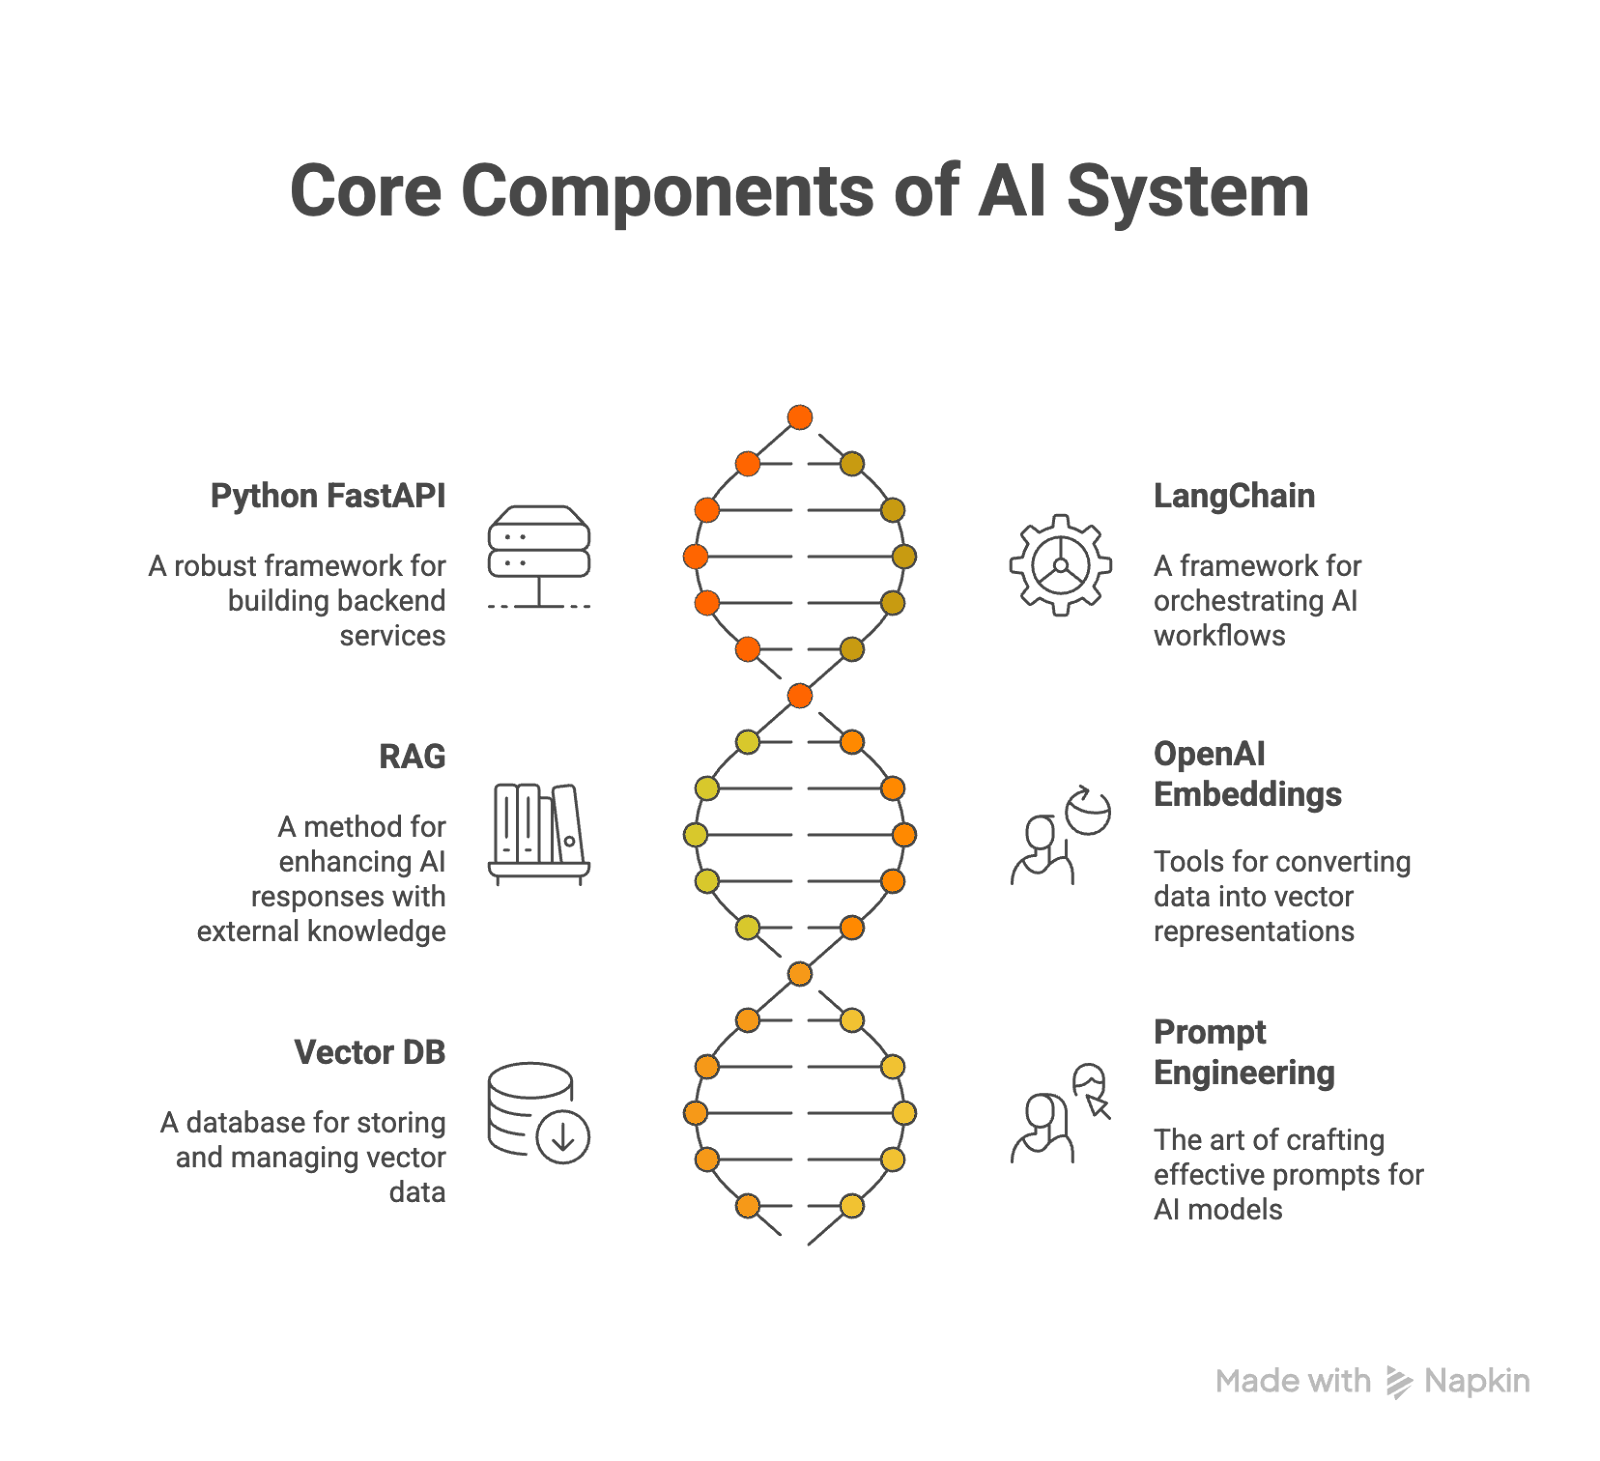 Core Components of AI System
Python FastAPI
A robust framework for
building backend
services
LangChain
A framework for
orchestrating AI
workflows
RAG
A method for
enhancing AI
responses with
external knowledge
OpenAI
Embeddings
Tools for converting
data into vector
representations
Vector DB
A database for storing
and managing vector
data
Prompt
Engineering
The art of crafting
effective prompts for
AI models
Made with Napkin